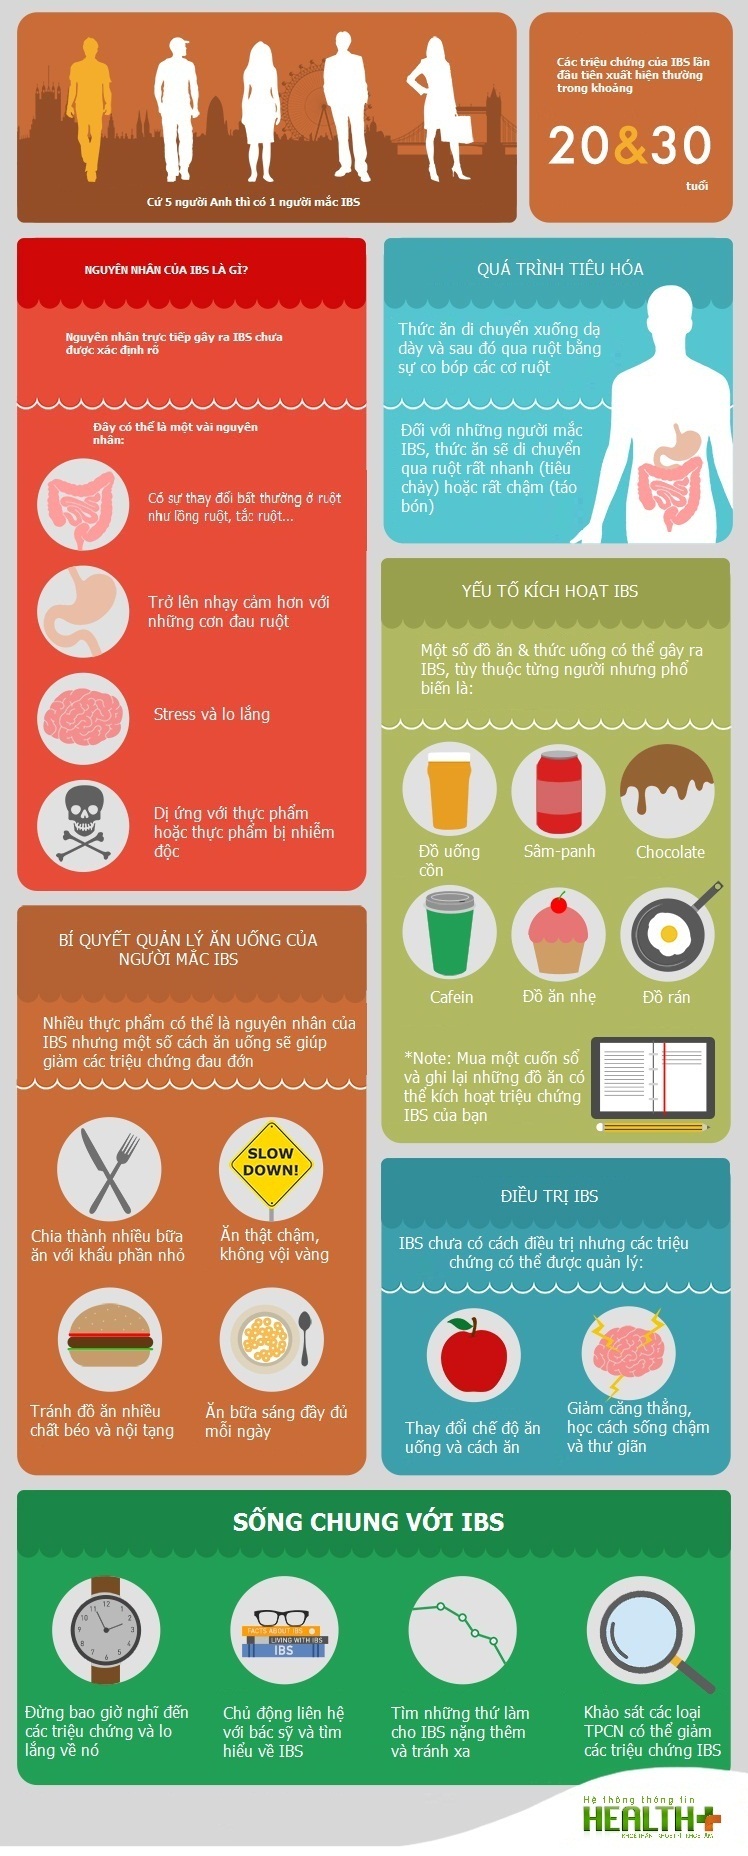 Cứ 5 người Anh thì có 1 người mắc IBS
Các triệu chứng của IBS lần
đầu tiên xuất hiện thường
trong khoảng
20&30
tuổi
NGUYÊN NHÂN CỦA IBS LÀ GÌ?
Nguyên nhân trực tiếp gây ra IBS chưa
được xác định rõ
Đây có thể là một vài nguyên
nhân:
Có sự thay đổi bất thường ở ruột
như lồng ruột, tắc ruột...
Trở lên nhạy cảm hơn với
những cơn đau ruột
Stress và lo lắng
Dị ứng với thực phẩm
hoặc thực phẩm bị nhiễm
độc
QUÁ TRÌNH TIÊU HÓA
Thức ăn di chuyển xuống dạ
dày và sau đó qua ruột bằng
sự co bóp các cơ ruột
Đối với những người mắc
IBS, thức ăn sẽ di chuyển
qua ruột rất nhanh (tiêu
chảy) hoặc rất chậm (táo
bón)
YẾU TỐ KÍCH HOẠT IBS
Một số đồ ăn & thức uống có thể gây ra
IBS, tùy thuộc từng người nhưng phổ
biến là:
Đồ uống
cồn
Sâm-panh
Chocolate
Cafein
Đồ ăn nhẹ
Đồ rán
*Note: Mua một cuốn sổ
và ghi lại những đồ ăn có
thể kích hoạt triệu chứng
IBS của bạn
BÍ QUYẾT QUẢN LÝ ĂN UỐNG CỦA
NGƯỜI MẮC IBS
Nhiều thực phẩm có thể là nguyên nhân của
IBS nhưng một số cách ăn uống sẽ giúp
giảm các triệu chứng đau đớn
SLOW
DOWN!
Chia thành nhiều bữa
ăn với khẩu phần nhỏ
Ăn thật chậm,
không vội vàng
Tránh đồ ăn nhiều
chất béo và nội tạng
Ăn bữa sáng đầy đủ
mỗi ngày
ĐIỀU TRỊ IBS
IBS chưa có cách điều trị nhưng các triệu
chứng có thể được quản lý:
Thay đổi chế độ ăn
uống và cách ăn
Giảm căng thẳng,
học cách sống chậm
và thư giãn
SỐNG CHUNG VỚI IBS
12
1
2
3
4
5
6
7
8
9
10
11
FACTS ABOUT IBS
LIVING WITH IBS
IBS
Đừng bao giờ nghĩ đến
các triệu chứng và lo
lắng về nó
Chủ động liên hệ
với bác sỹ và tìm
hiểu về IBS
Tìm những thứ làm
cho IBS nặng thêm
và tránh xa
Khảo sát các loại
TPCN có thể giảm
các triệu chứng IBS
Hệ thông thông tin
HEALTH+